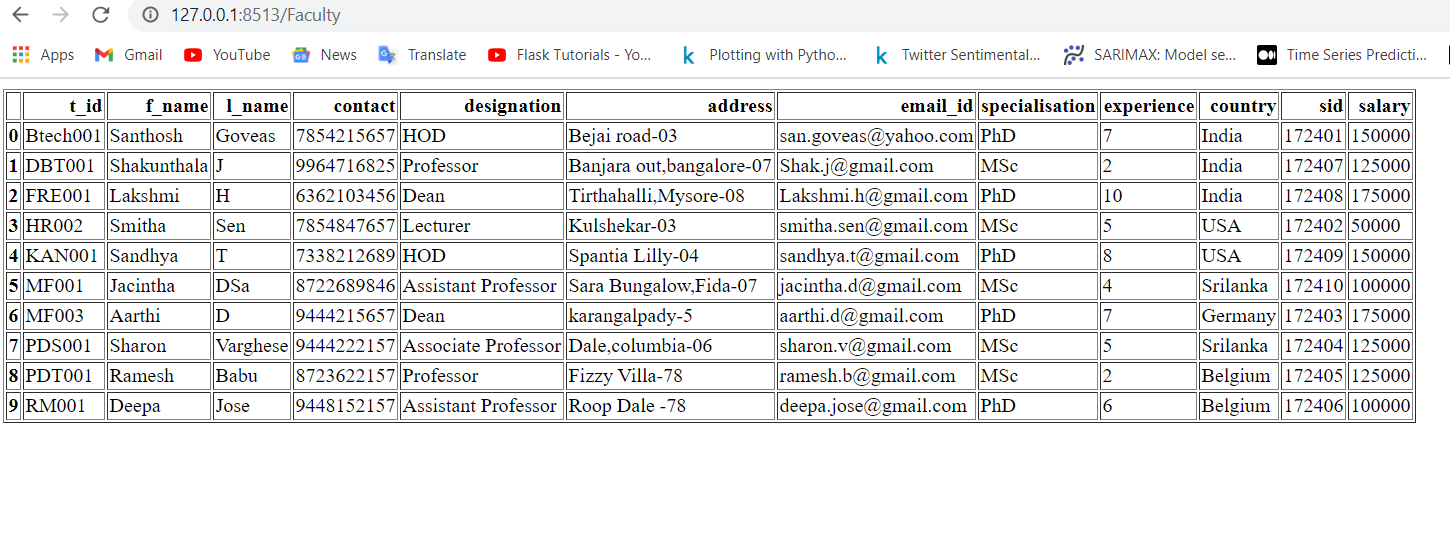 127.0.0.1:8513/Faculty
Apps Gmail YouTube News Translate Flask Tutorials - Yo... Plotting with Pytho... Twitter Sentimental... SARIMAX: Model se... Time Series Predicti...
t_id f_name l_name contact designation address email_id specialisation experience country sid salary
0 Btech001 Santhosh Goveas 7854215657 HOD Bejai road-03 san.goveas@yahoo.com PhD 7 India 172401 150000
1 DBT001 Shakunthala J 9964716825 Professor Banjara out,bangalore-07 Shak.j@gmail.com MSc 2 India 172407 125000
2 FRE001 Lakshmi H 6362103456 Dean Tirthahalli,Mysore-08 Lakshmi.h@gmail.com PhD 10 India 172408 175000
3 HR002 Smitha Sen 7854847657 Lecturer Kulshekar-03 smitha.sen@gmail.com MSc 5 USA 172402 50000
4 KAN001 Sandhya T 7338212689 HOD Spantia Lilly-04 sandhya.t@gmail.com PhD 8 USA 172409 150000
5 MF001 Jacintha DSa 8722689846 Assistant Professor Sara Bungalow,Fida-07 jacintha.d@gmail.com MSc 4 Srilanka 172410 100000
6 MF003 Aarthi D 9444215657 Dean karangalpady-5 aarthi.d@gmail.com PhD 7 Germany 172403 175000
7 PDS001 Sharon Varghese 9444222157 Associate Professor Dale,columbia-06 sharon.v@gmail.com MSc 5 Srilanka 172404 125000
8 PDT001 Ramesh Babu 8723622157 Professor Fizzy Villa-78 ramesh.b@gmail.com MSc 2 Belgium 172405 125000
9 RM001 Deepa Jose 9448152157 Assistant Professor Roop Dale -78 deepa.jose@gmail.com PhD 6 Belgium 172406 100000